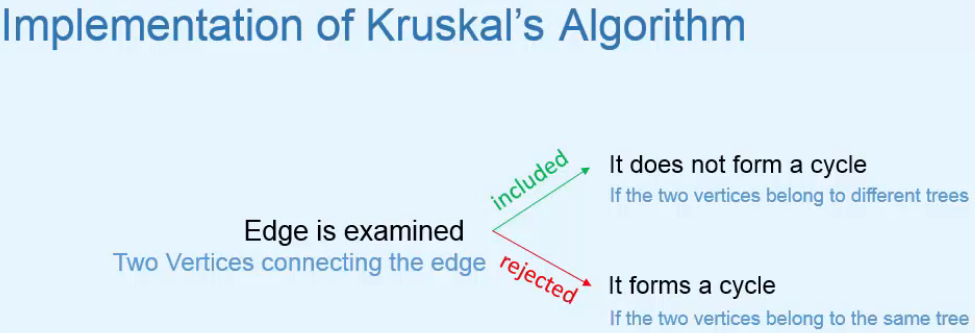 Implementation of Kruskal's Algorithm
included
It does not form a cycle
If the two vertices belong to different trees
Edge is examined
Two Vertices connecting the edge
rejected
It forms a cycle
If the two vertices belong to the same tree